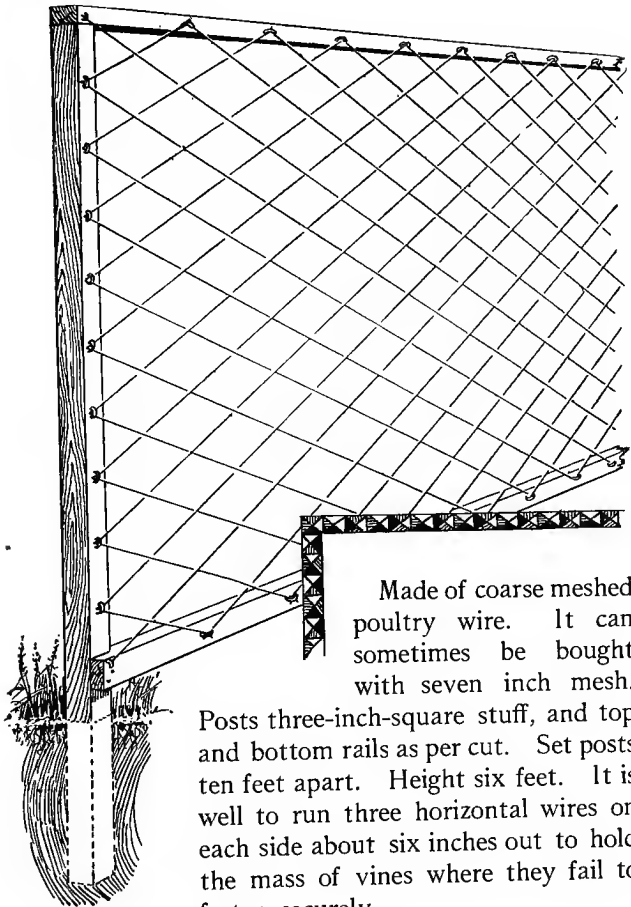 Made of coarse meshed
poultry wire. It can
sometimes be bought
with seven inch mesh.
Posts three-inch-square stuff, and top
and bottom rails as per cut. Set posts
ten feet apart. Height six feet. It is
well to run three horizontal wires on
each side about six inches out to hold
the mass of vines where they fail to
securely